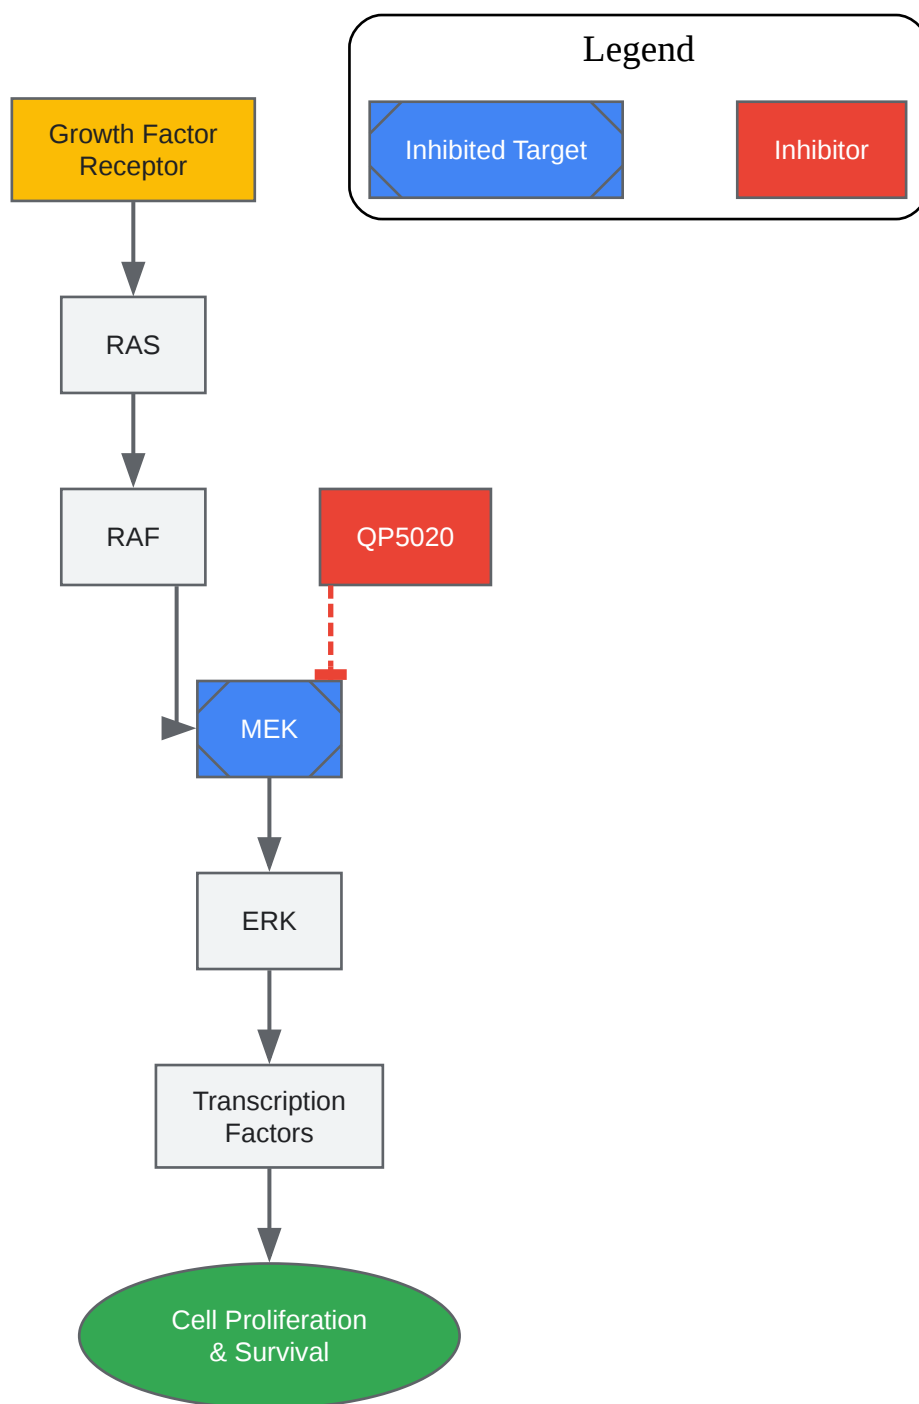 Legend
Inhibited Target
Inhibitor
Growth Factor
Receptor
RAS
RAF
QP5020
MEK
ERK
Transcription
Factors
Cell Proliferation
& Survival